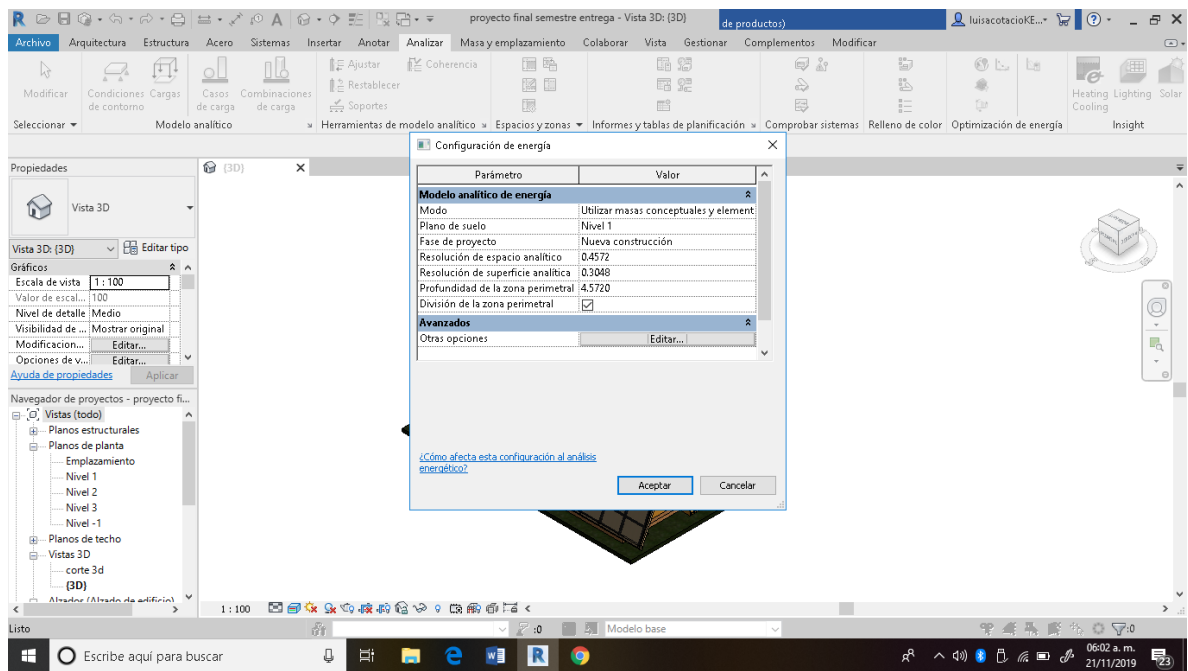 proyecto final semestre entrega - Vista 3D: {3D}
de productos)
luisacotacioKE...
Archivo Arquitectura Estructura Acero Sistemas Insertar Anotar Analizar Masa y emplazamiento Colaborar Vista Gestionar Complementos Modificar
Modificar
Condiciones de contorno
Cargas
Casos de carga
Combinaciones de carga
Ajustar
Restablecer
Soportes
Coherencia
Heating Cooling
Lighting
Solar
Seleccionar
Modelo analítico
Herramientas de modelo analítico
Espacios y zonas
Informes y tablas de planificación
Comprobar sistemas
Relleno de color
Optimización de energía
Insight
Propiedades
Vista 3D
Vista 3D: {3D}
Editar tipo
Gráficos
Escala de vista 1 : 100
Valor de escal... 100
Nivel de detalle Medio
Visibilidad de ... Mostrar original
Modificacion... Editar...
Opciones de v... Editar...
Ayuda de propiedades
Aplicar
Navegador de proyectos - proyecto fi...
Vistas (todo)
Planos estructurales
Planos de planta
Emplazamiento
Nivel 1
Nivel 2
Nivel 3
Nivel -1
Planos de techo
Vistas 3D
corte 3d
{3D}
Alzados (Alzado de edificio)
{3D}
Configuración de energía
Parámetro Valor
Modelo analítico de energía
Modo Utilizar masas conceptuales y element
Plano de suelo Nivel 1
Fase de proyecto Nueva construcción
Resolución de espacio analítico 0.4572
Resolución de superficie analítica 0.3048
Profundidad de la zona perimetral 4.5720
División de la zona perimetral
Avanzados
Otras opciones Editar...
¿Cómo afecta esta configuración al análisis
energético?
Aceptar Cancelar
1 : 100
Listo
:0
Modelo base
:0
Escribe aquí para buscar
06:02 a. m.
21/11/2019
23